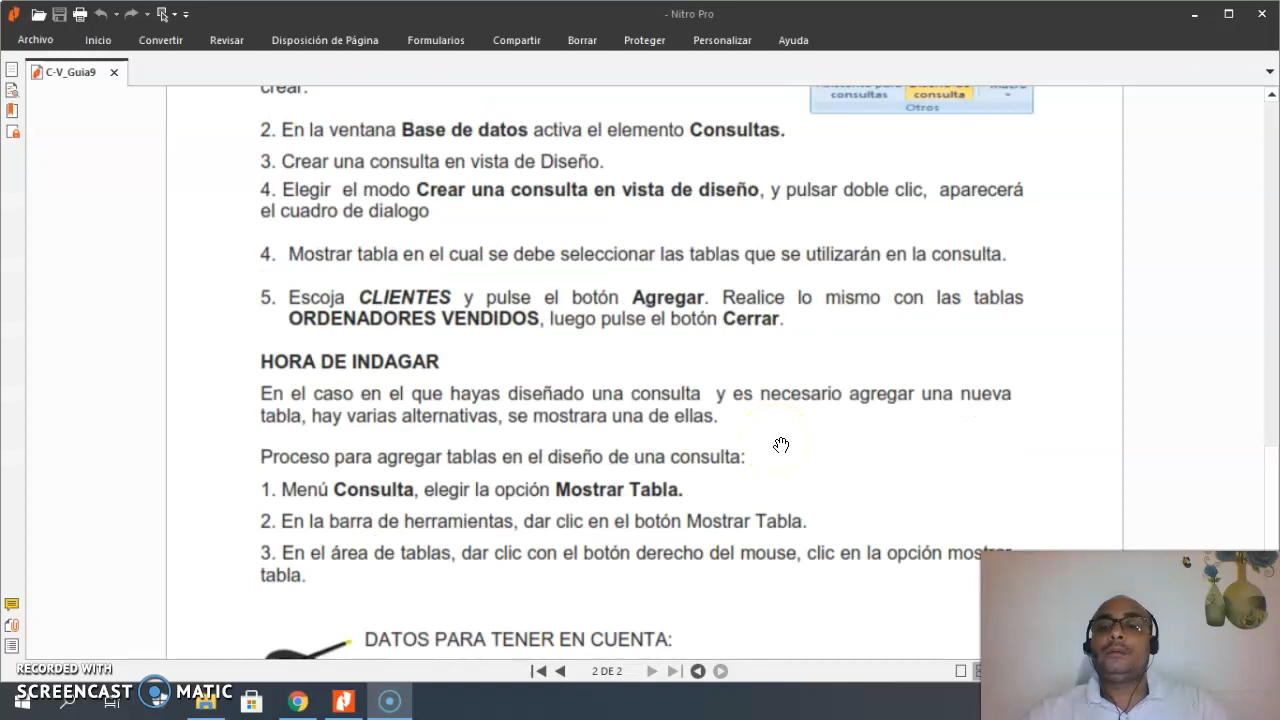 - Nitro Pro
Archivo Inicio Convertir Revisar Disposición de Página Formularios Compartir Borrar Proteger Personalizar Ayuda
C-V_Guia9
crear.
consultas consulta
Otros
2. En la ventana Base de datos activa el elemento Consultas.
3. Crear una consulta en vista de Diseño.
4. Elegir el modo Crear una consulta en vista de diseño, y pulsar doble clic, aparecerá
el cuadro de dialogo
4. Mostrar tabla en el cual se debe seleccionar las tablas que se utilizarán en la consulta.
5. Escoja CLIENTES y pulse el botón Agregar. Realice lo mismo con las tablas
ORDENADORES VENDIDOS, luego pulse el botón Cerrar.
HORA DE INDAGAR
En el caso en el que hayas diseñado una consulta y es necesario agregar una nueva
tabla, hay varias alternativas, se mostrara una de ellas.
Proceso para agregar tablas en el diseño de una consulta:
1. Menú Consulta, elegir la opción Mostrar Tabla.
2. En la barra de herramientas, dar clic en el botón Mostrar Tabla.
3. En el área de tablas, dar clic con el botón derecho del mouse, clic en la opción mostrar
tabla.
DATOS PARA TENER EN CUENTA:
2 DE 2
RECORDED WITH
SCREENCAST MATIC